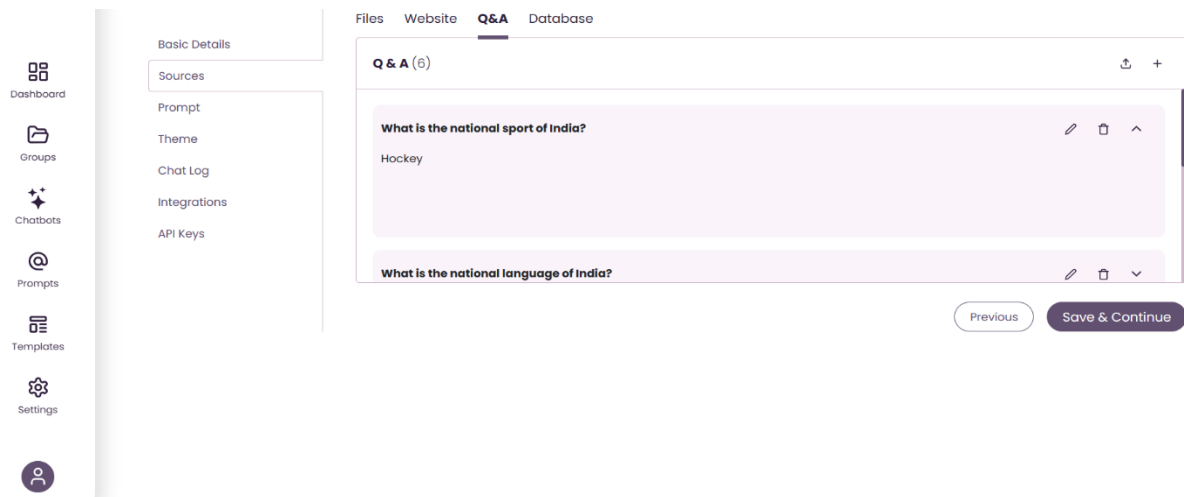 Dashboard
Groups
Chatbots
Prompts
Templates
Settings
Basic Details
Sources
Prompt
Theme
Chat Log
Integrations
API Keys
Files Website Q&A Database
Q & A (6)
What is the national sport of India?
Hockey
What is the national language of India?
Previous Save & Continue